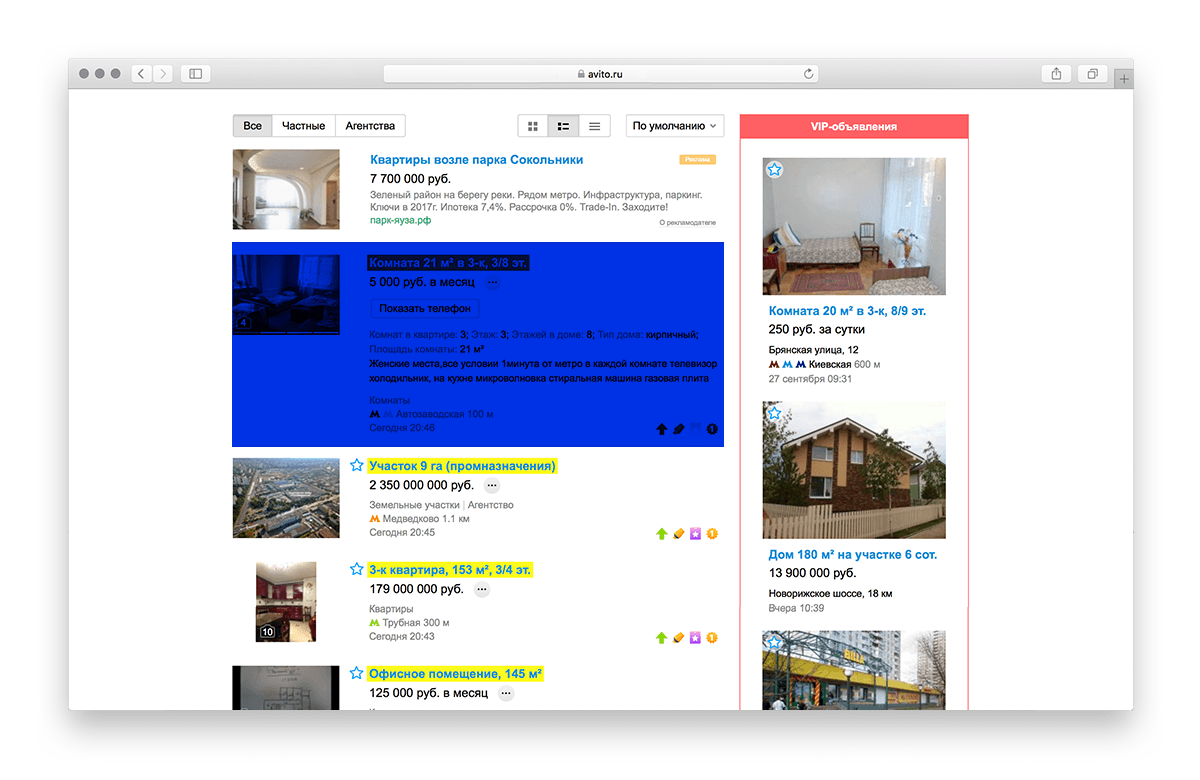 avito.ru
Все Частные Агентства
По умолчанию
Квартиры возле парка Сокольники
Реклама
7 700 000 руб.
Зеленый район на берегу реки. Рядом метро. Инфраструктура, паркинг.
Ключи в 2017г. Ипотека 7,4%. Рассрочка 0%. Trade-In. Заходите!
парк-яуза.рф
О рекламодателе
Комната 21 м² в 3-к, 3/8 эт.
5 000 руб. в месяц
Показать телефон
4
Комнат в квартире: 3; Этаж: 3; Этажей в доме: 8; Тип дома: кирпичный;
Площадь комнаты: 21 м²
Женские места,все условии 1минута от метро в каждой комнате телевизор
холодильник, на кухне микроволновка стиральная машина газовая плита
Комнаты
Автозаводская 100 м
Сегодня 20:46
Участок 9 га (промназначения)
2 350 000 000 руб.
Земельные участки | Агентство
Медведково 1.1 км
Сегодня 20:45
3-к квартира, 153 м², 3/4 эт.
179 000 000 руб.
Квартиры
10
Трубная 300 м
Сегодня 20:43
Офисное помещение, 145 м²
125 000 руб. в месяц
VIP-объявления
Комната 20 м² в 3-к, 8/9 эт.
250 руб. за сутки
Брянская улица, 12
Киевская 600 м
27 сентября 09:31
Дом 180 м² на участке 6 сот.
13 900 000 руб.
Новорижское шоссе, 18 км
Вчера 10:39